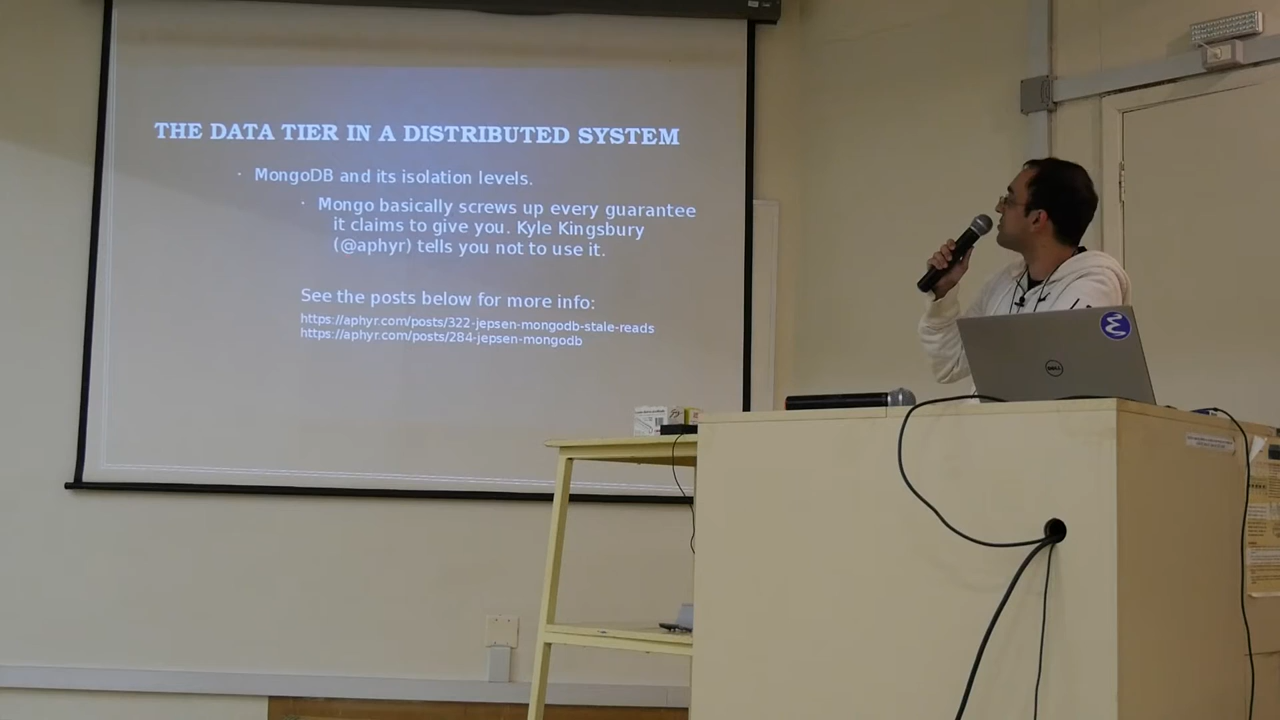 THE DATA TIER IN A DISTRIBUTED SYSTEM
· MongoDB and its isolation levels.
· Mongo basically screws up every guarantee
it claims to give you. Kyle Kingsbury
(@aphyr) tells you not to use it.
See the posts below for more info:
https://aphyr.com/posts/322-jepsen-mongodb-stale-reads
https://aphyr.com/posts/284-jepsen-mongodb
DELL